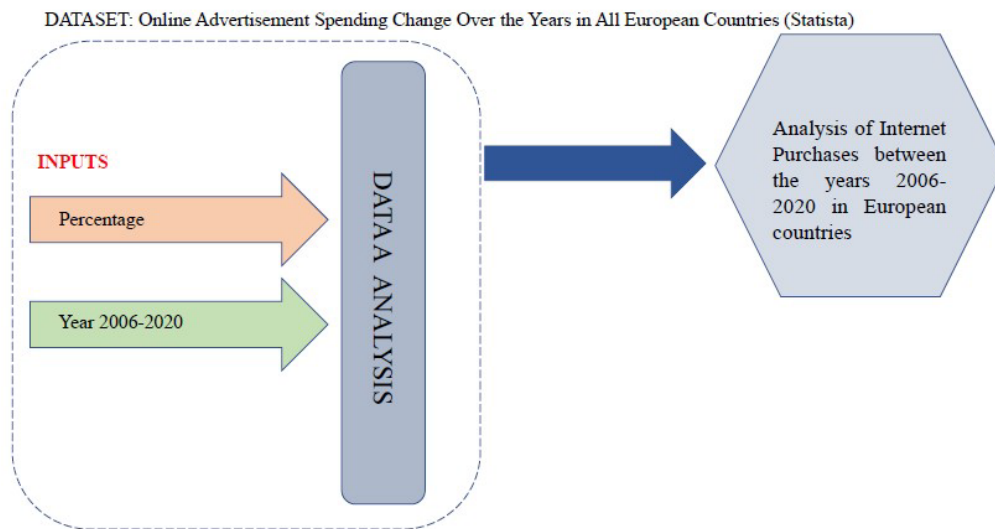 DATASET: Online Advertisement Spending Change Over the Years in All European Countries (Statista)
INPUTS
Percentage
Year 2006-2020
DATA A ANALYSIS
Analysis of Internet
Purchases between
the years 2006-
2020 in European
countries